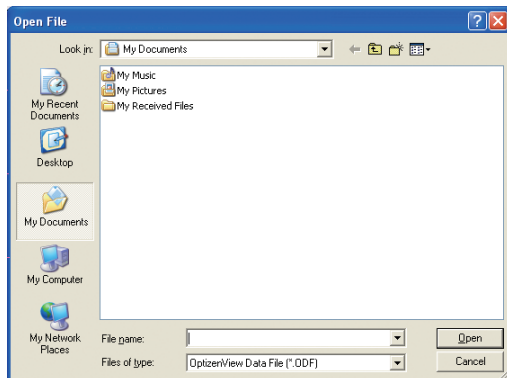 Open File
Look in: My Documents
My Music
My Pictures
My Received Files
My Recent
Documents
Desktop
My Documents
My Computer
My Network
Places
File name:
Open
Files of type: OptizenView Data File (*.ODF)
Cancel